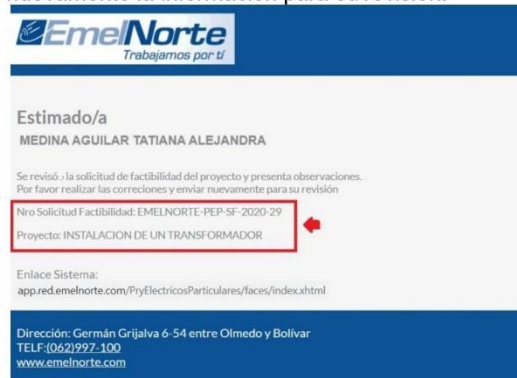 EmelNorte
Trabajamos por tí
Estimado/a
MEDINA AGUILAR TATIANA ALEJANDRA
Se revisó la solicitud de factibilidad del proyecto y presenta observaciones.
Por favor realizar las correciones y enviar nuevamente para su revisión
Nro Solicitud Factibilidad: EMELNORTE-PEP-SF-2020-29
Proyecto: INSTALACION DE UN TRANSFORMADOR
Enlace Sistema:
app.red.emelnorte.com/PryElectricosParticulares/faces/index.xhtml
Dirección: Germán Grijalva 6-54 entre Olmedo y Bolívar
TELF:(062)997-100
www.emelnorte.com